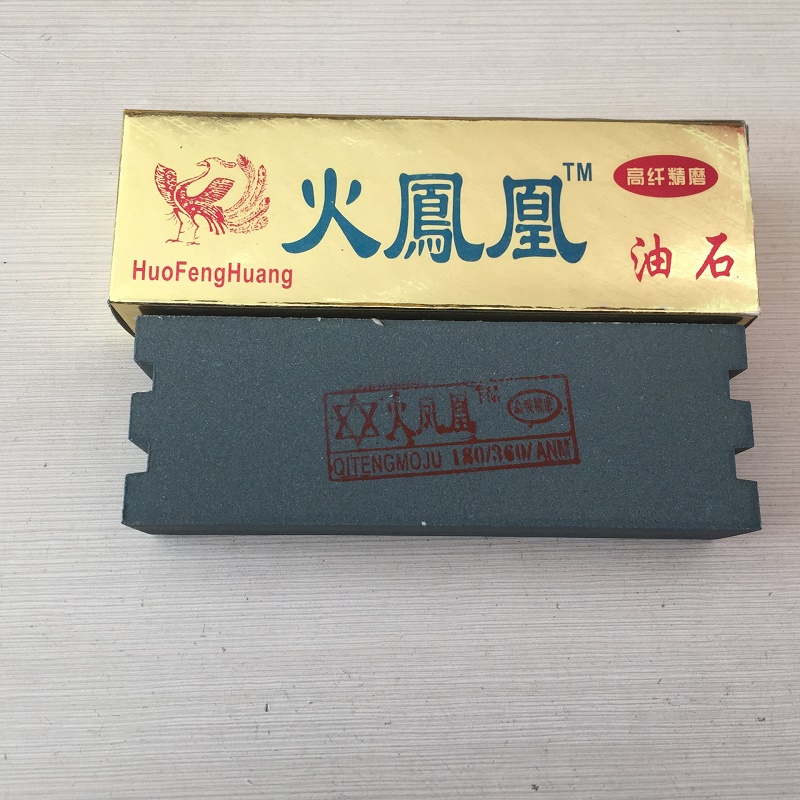 火鳳凰™
高纤精磨
HuoFengHuang
油石
火凤凰 TM
QITENGMOJU 180/360/ANM